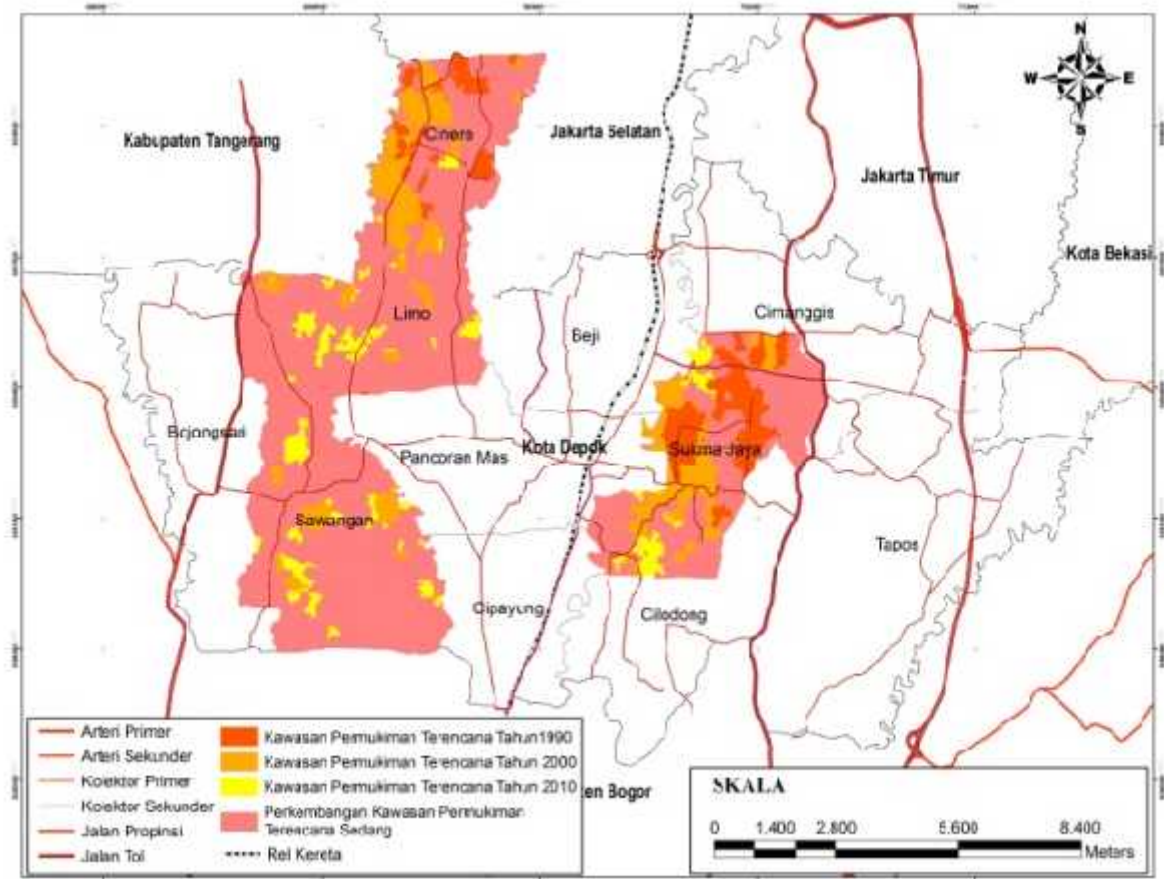 N
W E
S
Kabupaten Tangerang
Cinere
Jakarta Selatan
Jakarta Timur
Kota Bekasi
Limo
Beji
Cimanggis
Bojongsari
Pancoran Mas
Kota Depok
Sukma Jaya
Sawangan
Tapos
Cipayung
Cilodong
en Bogor
Arteri Primer
Arteri Sekunder
Kolektor Primer
Kolektor Sekunder
Jalan Propinsi
Jalan Tol
Kawasan Permukiman Terencana Tahun1990
Kawasan Permukiman Terencana Tahun 2000
Kawasan Permukiman Terencana Tahun 2010
Perkembangan Kawasan Permukiman
Terencana Sedang
Rel Kereta
SKALA
0 1.400 2.800 5.600 8.400
Meters